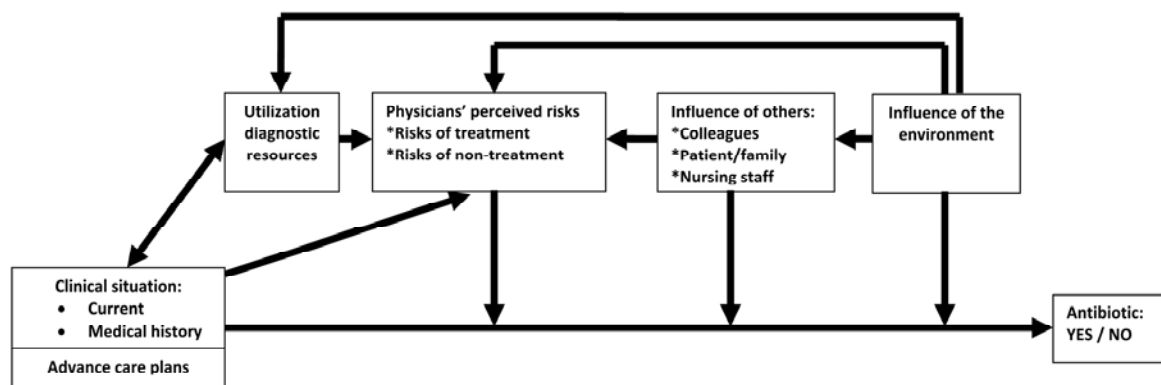 Utilization
diagnostic
resources
Physicians' perceived risks
*Risks of treatment
*Risks of non-treatment
Influence of others:
*Colleagues
*Patient/family
*Nursing staff
Influence of the
environment
Clinical situation:
• Current
• Medical history
Advance care plans
Antibiotic:
YES / NO